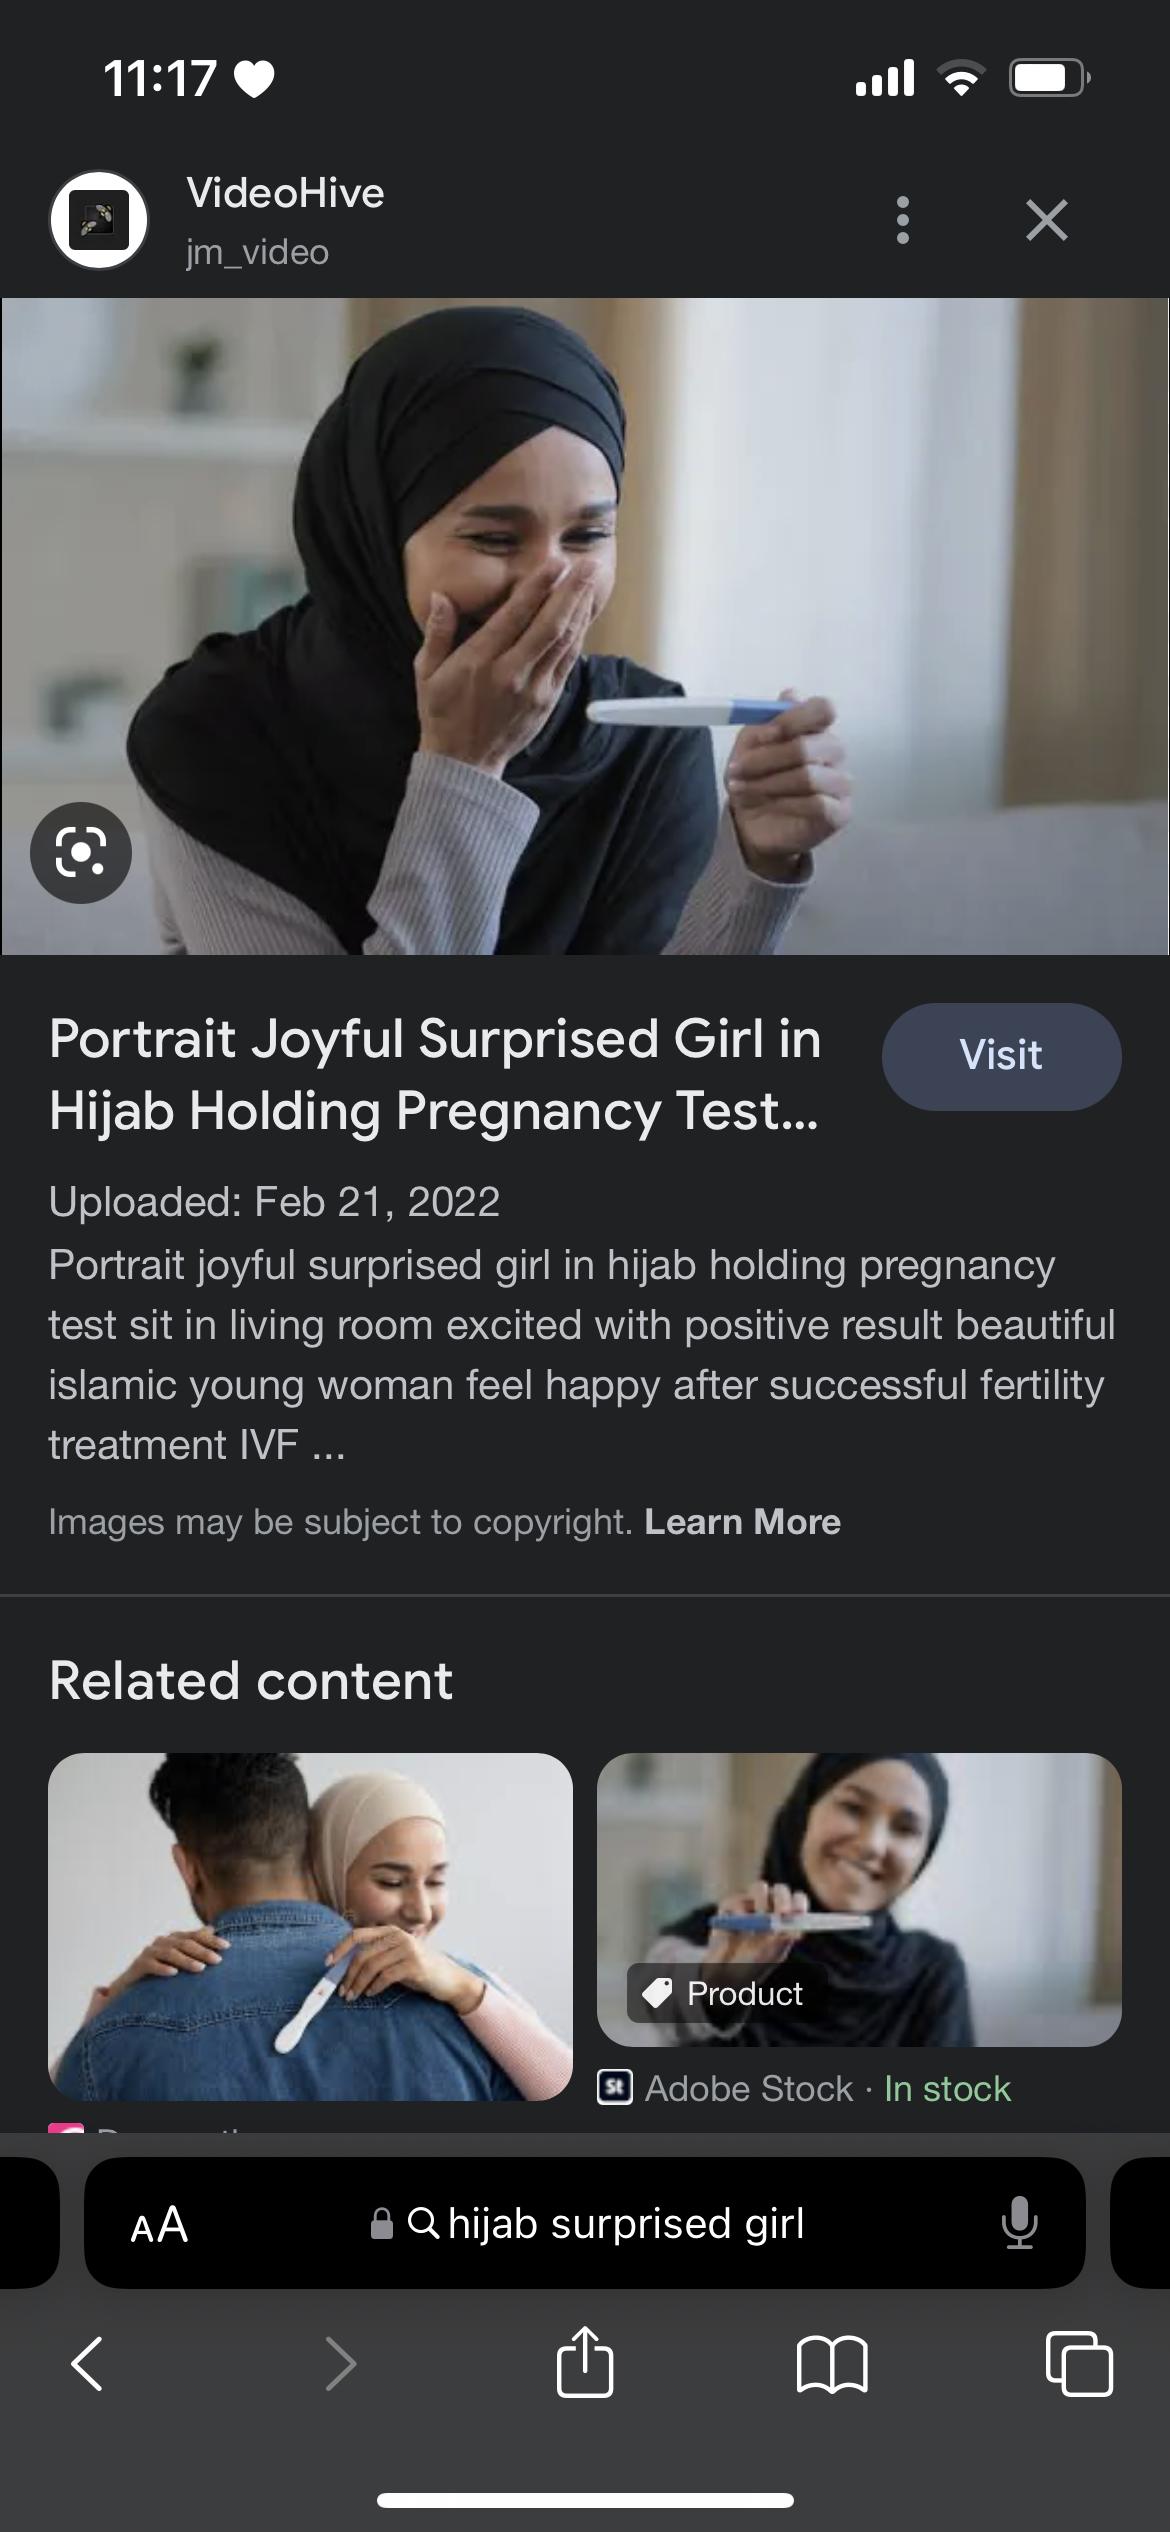 11:17
VideoHive
jm_video
Portrait Joyful Surprised Girl in
Hijab Holding Pregnancy Test...
Visit
Uploaded: Feb 21, 2022
Portrait joyful surprised girl in hijab holding pregnancy
test sit in living room excited with positive result beautiful
islamic young woman feel happy after successful fertility
treatment IVF ...
Images may be subject to copyright. Learn More
Related content
Product
St Adobe Stock · In stock
AA hijab surprised girl